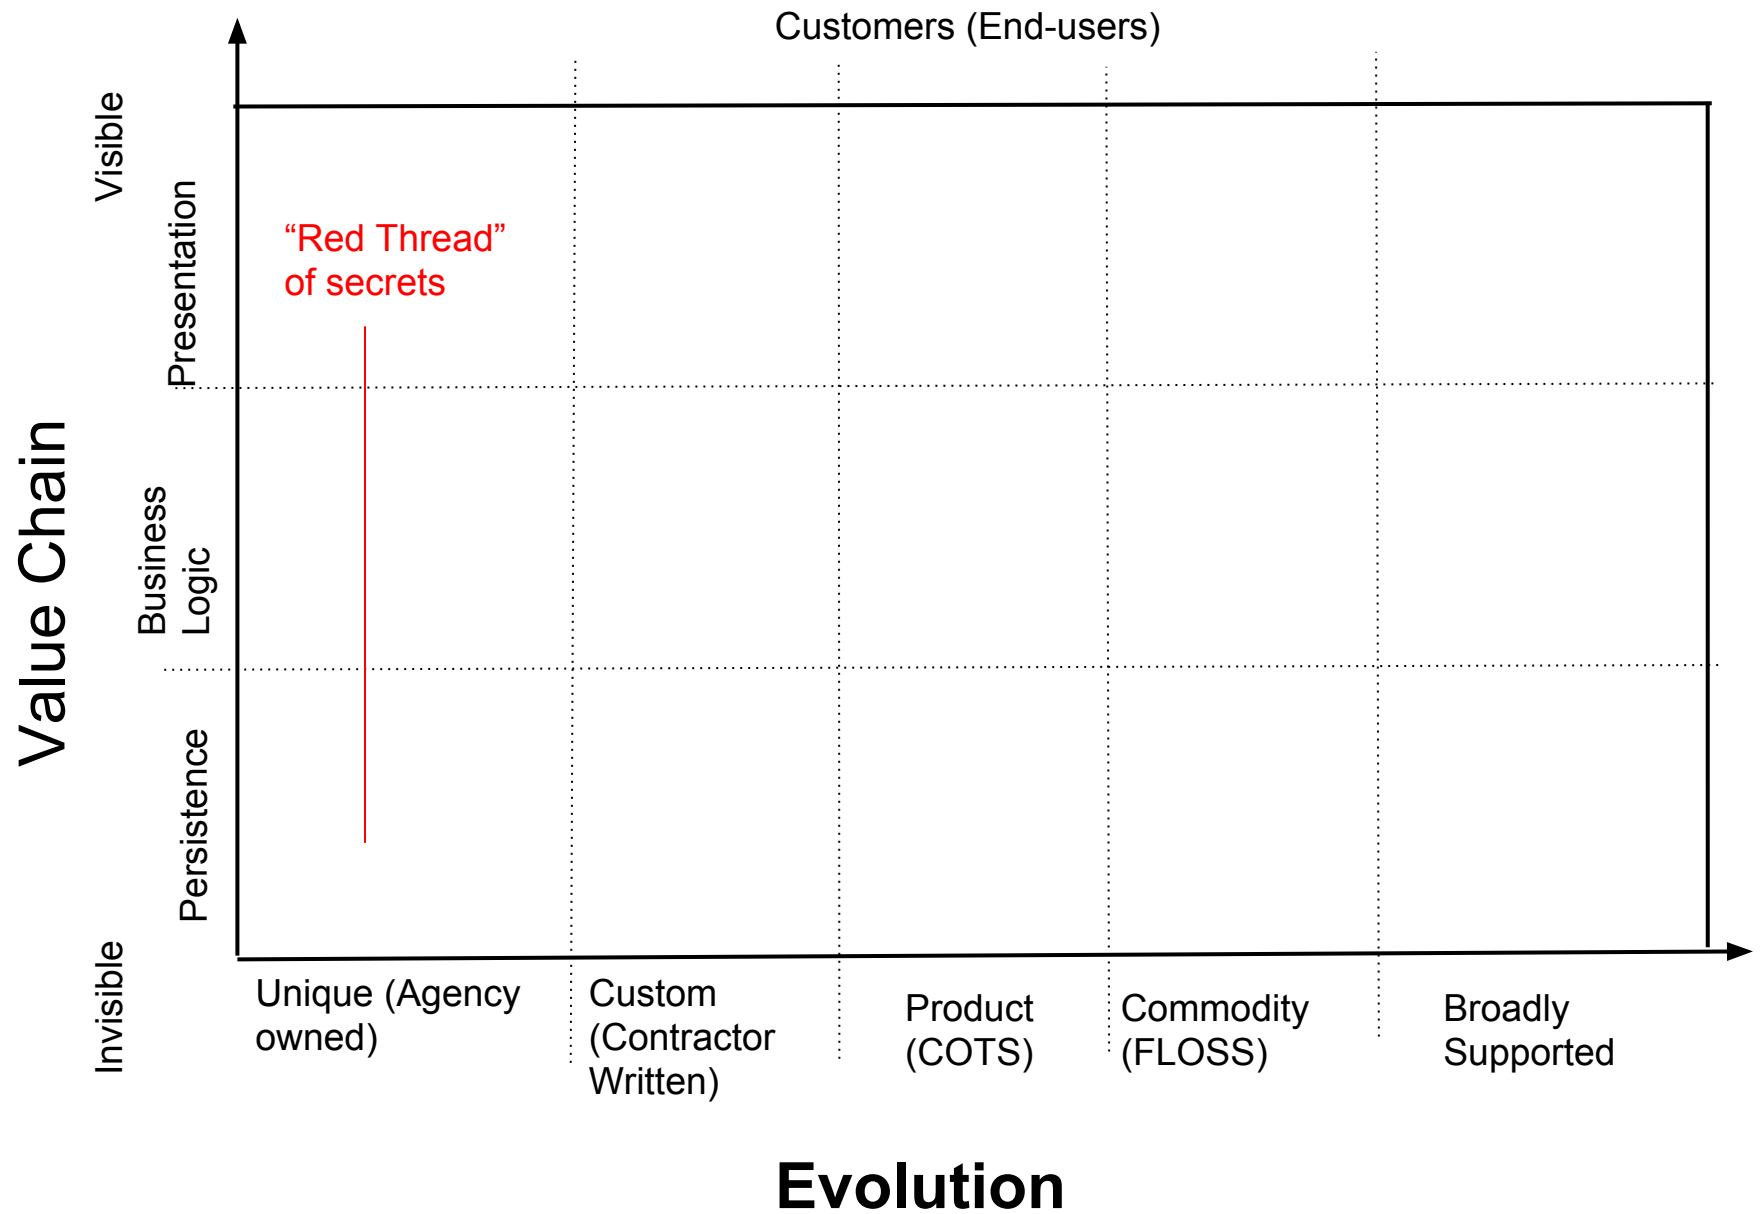 Customers (End-users)
Visible
Presentation
“Red Thread”
of secrets
Value Chain
Business
Logic
Persistence
Invisible
Unique (Agency
owned)
Custom
(Contractor
Written)
Product
(COTS)
Commodity
(FLOSS)
Broadly
Supported
Evolution